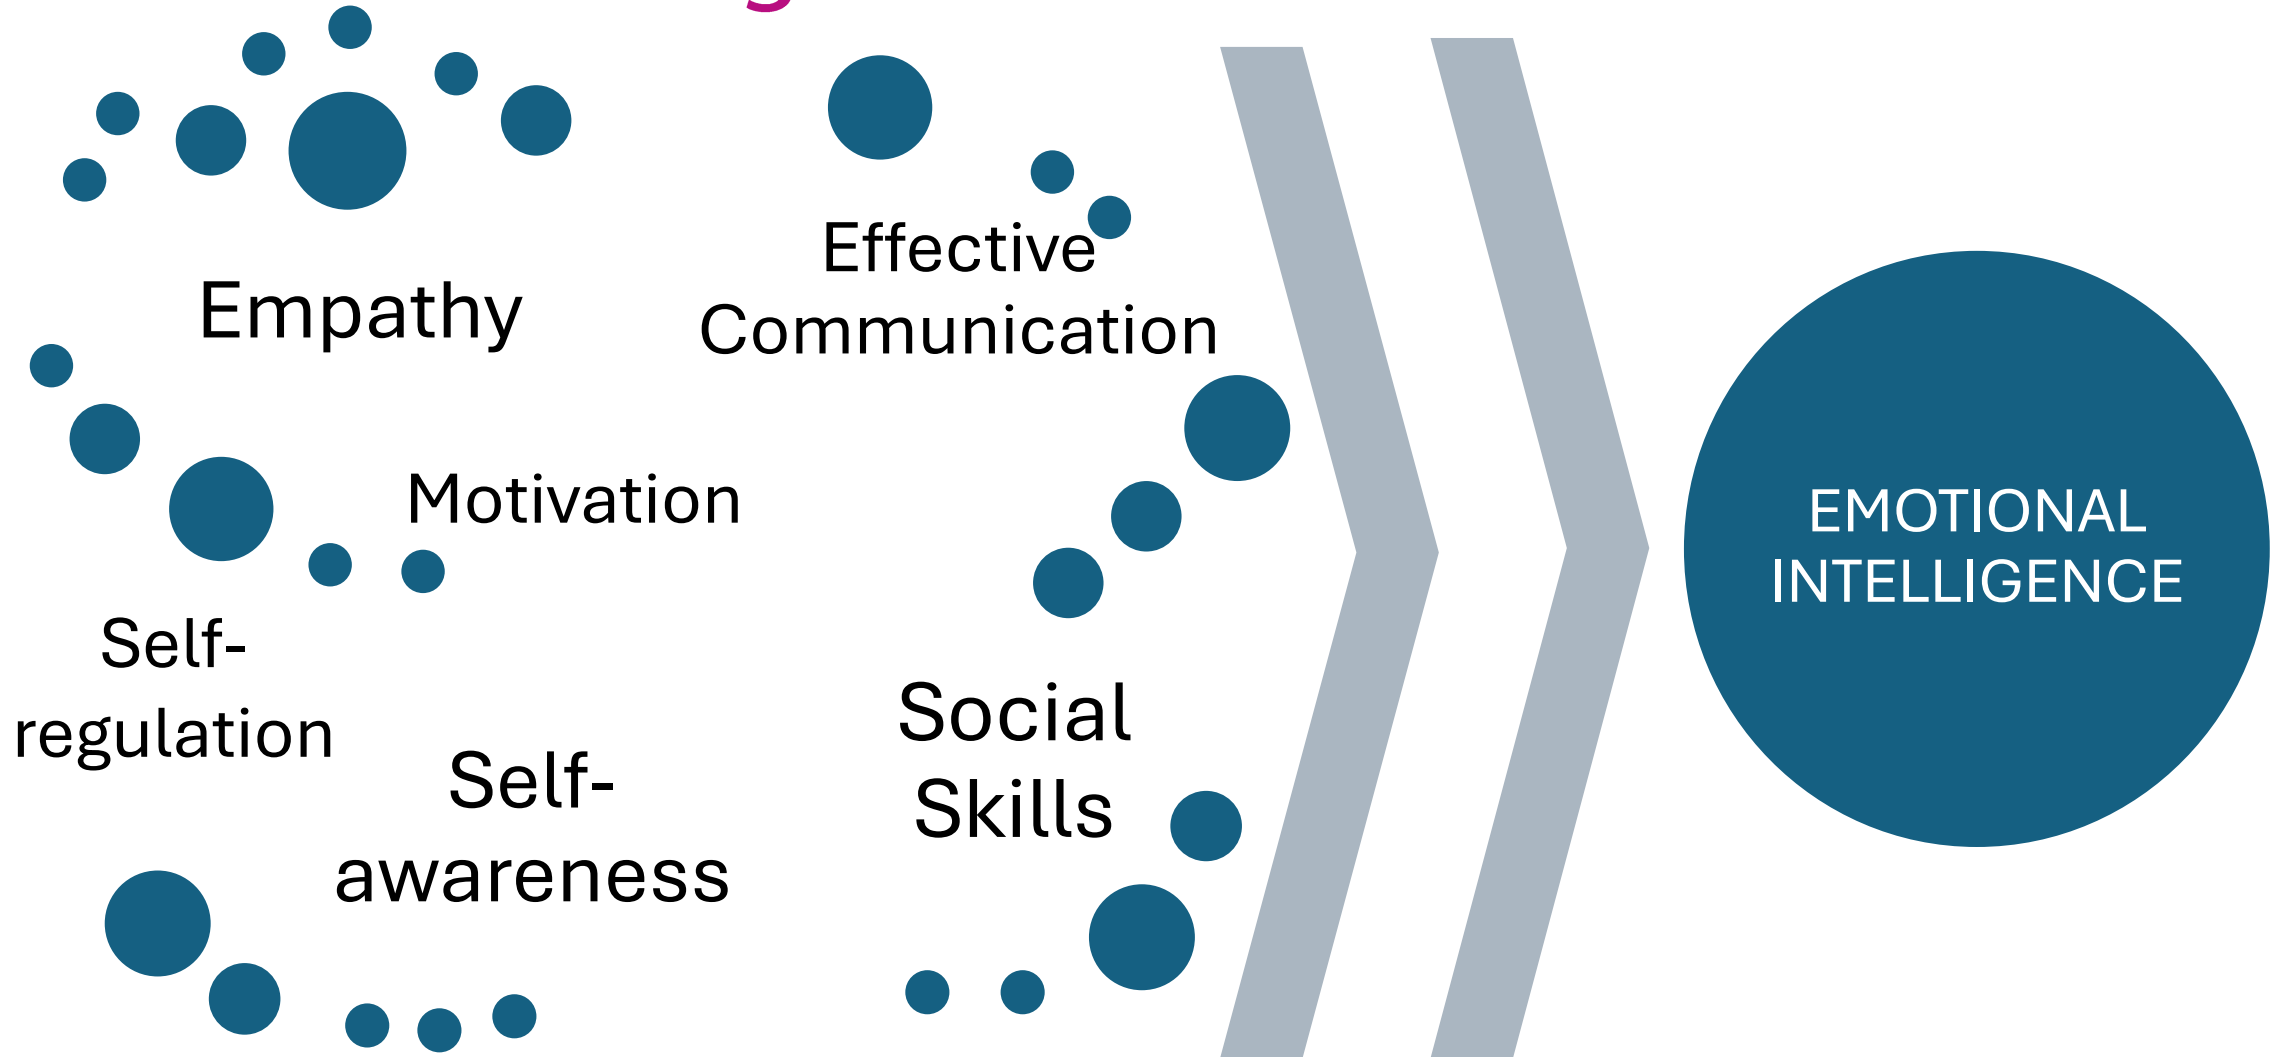 Empathy
Effective
Communication
Motivation
Self-
regulation
Self-
awareness
Social
Skills
EMOTIONAL
INTELLIGENCE